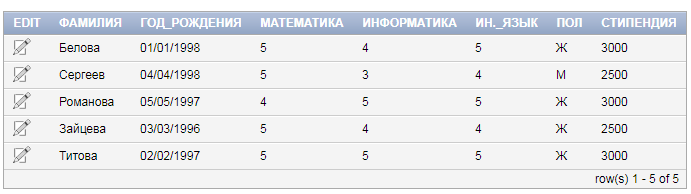 EDIT ФАМИЛИЯ ГОД_РОЖДЕНИЯ МАТЕМАТИКА ИНФОРМАТИКА ИН._ЯЗЫК ПОЛ СТИПЕНДИЯ
Белова 01/01/1998 5 4 5 Ж 3000
Сергеев 04/04/1998 5 3 4 М 2500
Романова 05/05/1997 4 5 5 Ж 3000
Зайцева 03/03/1996 5 4 4 Ж 2500
Титова 02/02/1997 5 5 5 Ж 3000
row(s) 1 - 5 of 5